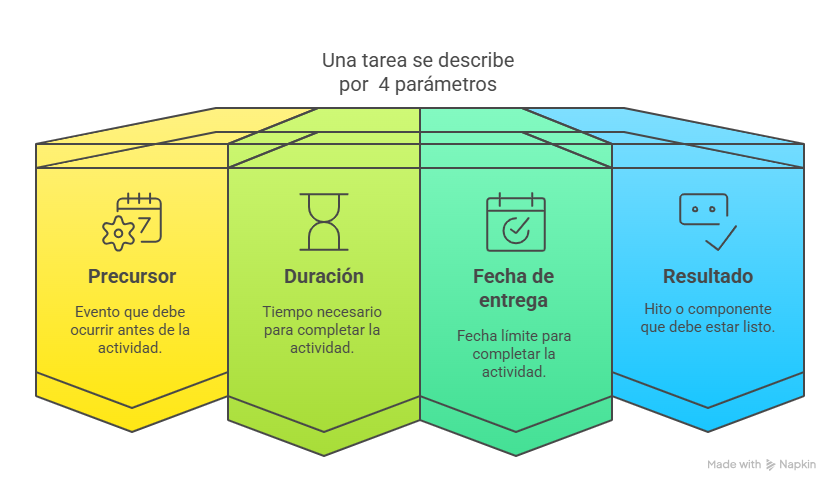 Una tarea se describe
por 4 parámetros
7
Precursor
Evento que debe
ocurrir antes de la
actividad.
Duración
Tiempo necesario
para completar la
actividad.
Fecha de
entrega
Fecha límite para
completar la
actividad.
Resultado
Hito o componente
que debe estar listo.
Made with Napkin